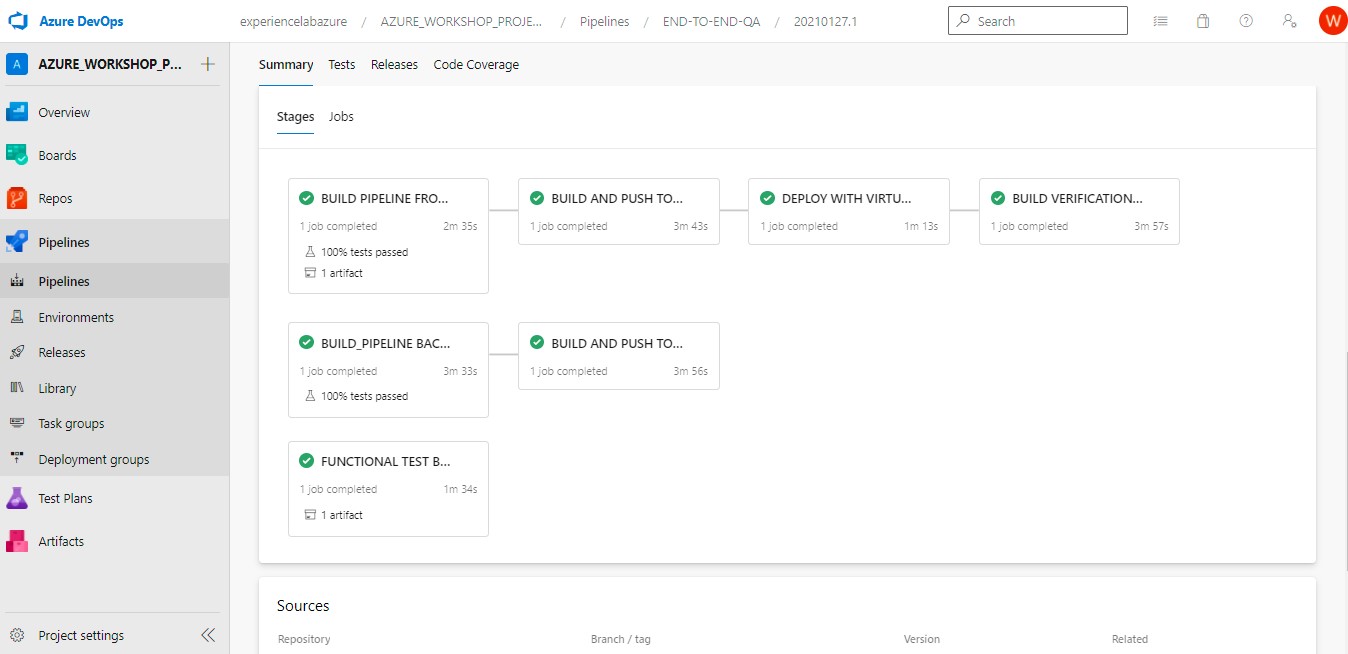 Azure DevOps
experiencelabazure / AZURE_WORKSHOP_PROJE... / Pipelines / END-TO-END-QA / 20210127.1
Search
W
A AZURE_WORKSHOP_P... +
Overview
Boards
Repos
Pipelines
Pipelines
Environments
Releases
Library
Task groups
Deployment groups
Test Plans
Artifacts
Project settings
Summary Tests Releases Code Coverage
Stages Jobs
BUILD PIPELINE FRO...
1 job completed 2m 35s
100% tests passed
1 artifact
BUILD AND PUSH TO...
1 job completed 3m 43s
DEPLOY WITH VIRTU...
1 job completed 1m 13s
BUILD VERIFICATION...
1 job completed 3m 57s
BUILD_PIPELINE BAC...
1 job completed 3m 33s
100% tests passed
BUILD AND PUSH TO...
1 job completed 3m 56s
FUNCTIONAL TEST B...
1 job completed 1m 34s
1 artifact
Sources
Repository Branch / tag Version Related